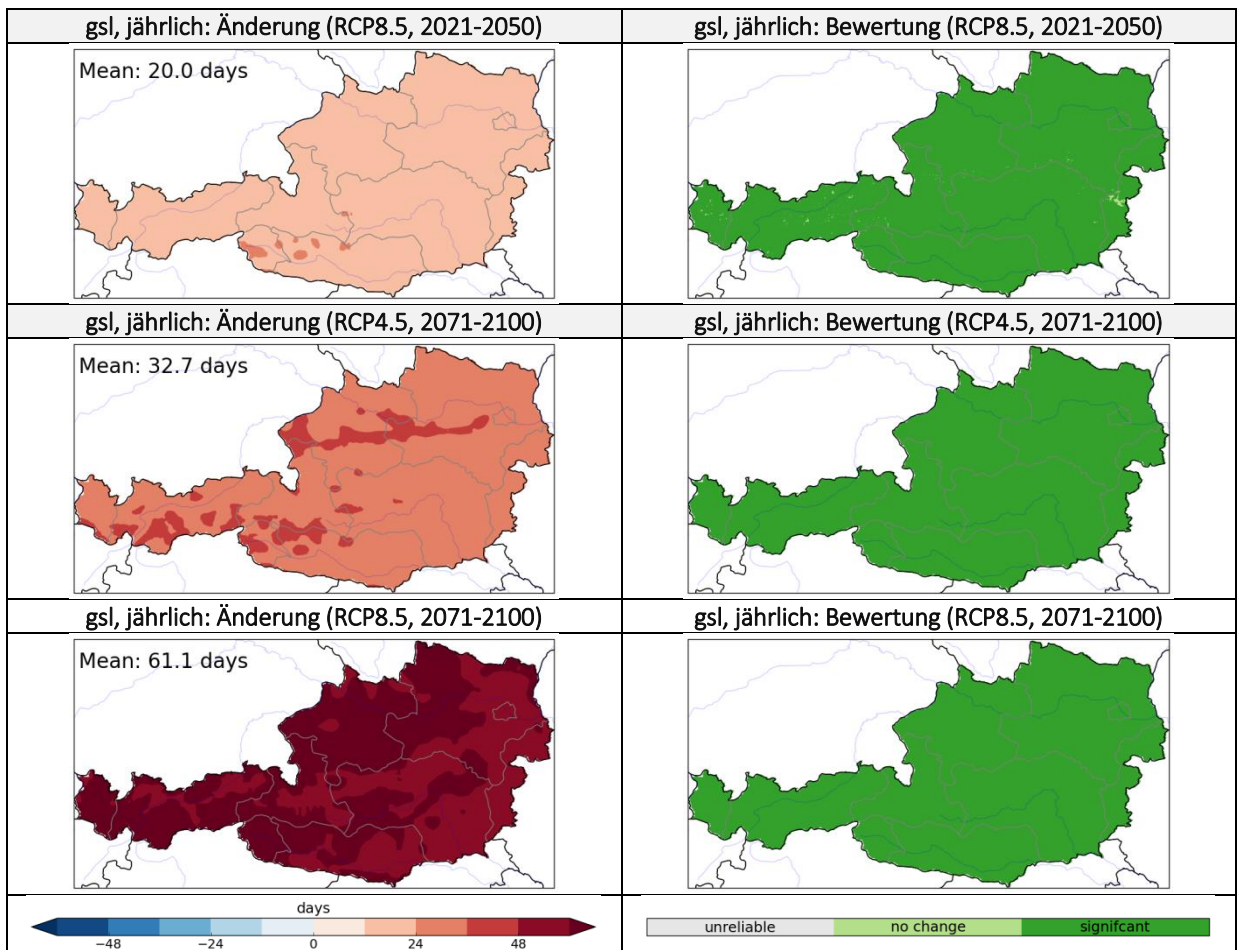 gsl, jährlich: Änderung (RCP8.5, 2021-2050)
gsl, jährlich: Bewertung (RCP8.5, 2021-2050)
Mean: 20.0 days
gsl, jährlich: Änderung (RCP4.5, 2071-2100)
gsl, jährlich: Bewertung (RCP4.5, 2071-2100)
Mean: 32.7 days
gsl, jährlich: Änderung (RCP8.5, 2071-2100)
gsl, jährlich: Bewertung (RCP8.5, 2071-2100)
Mean: 61.1 days
days
−48 −24 0 24 48
unreliable no change signifcant